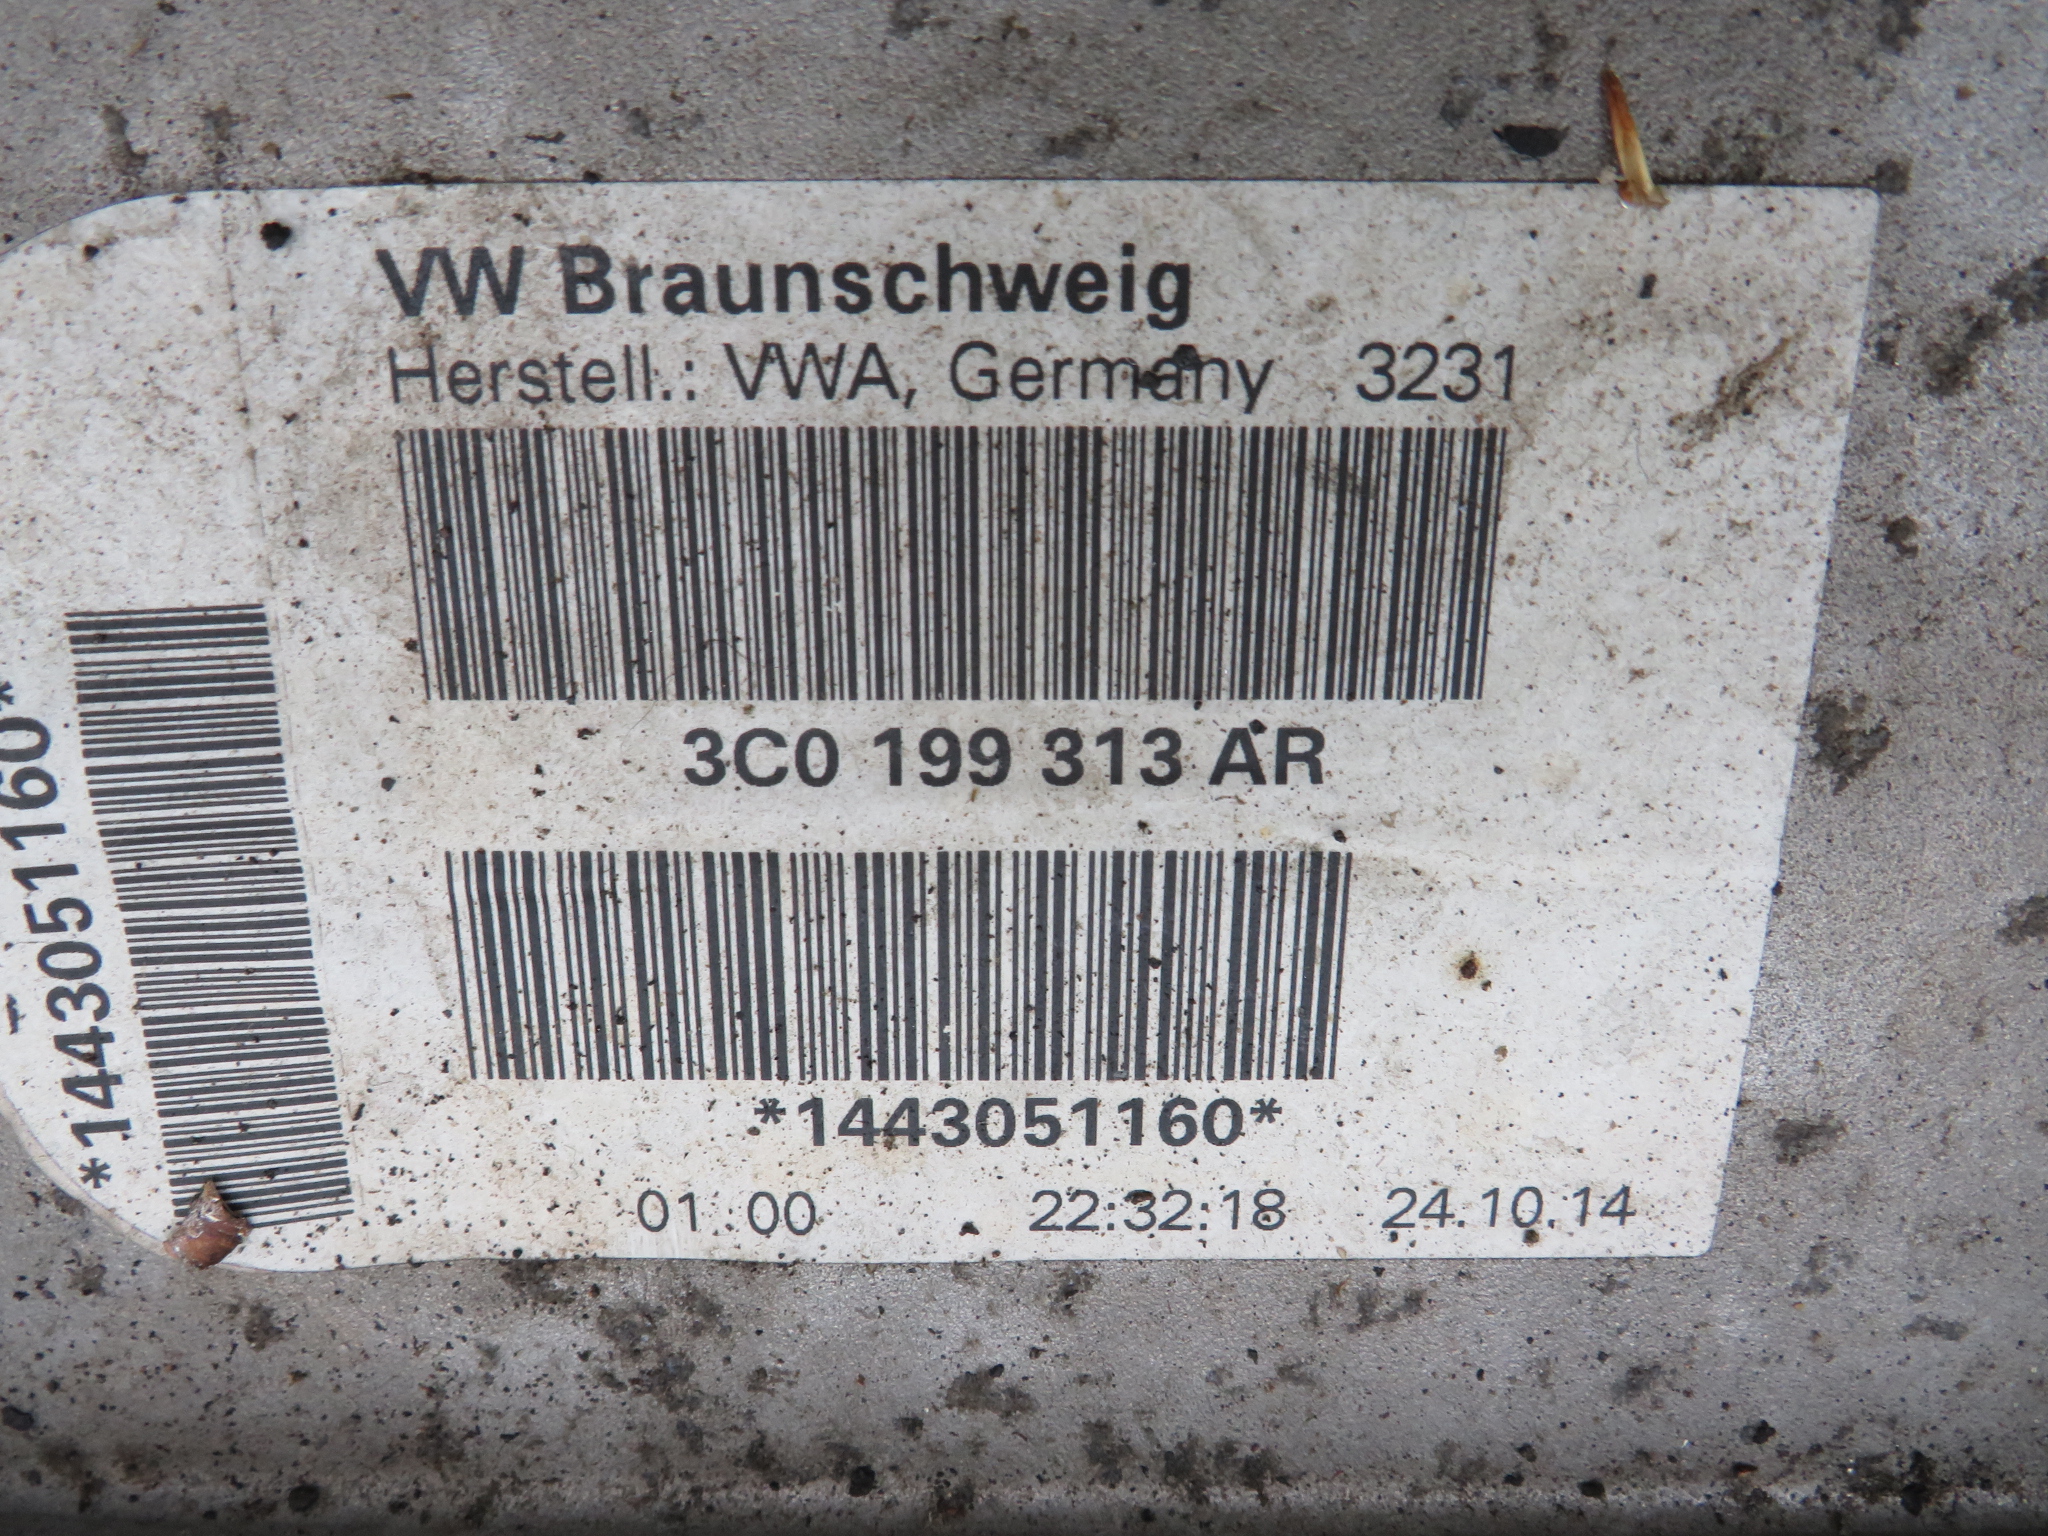 VW Braunschweig
Herstell.: VWA, Germany 3231
3C0 199 313 AR
*1443051160*
01 :00 22:32:18 24.10.14
*1443051160*